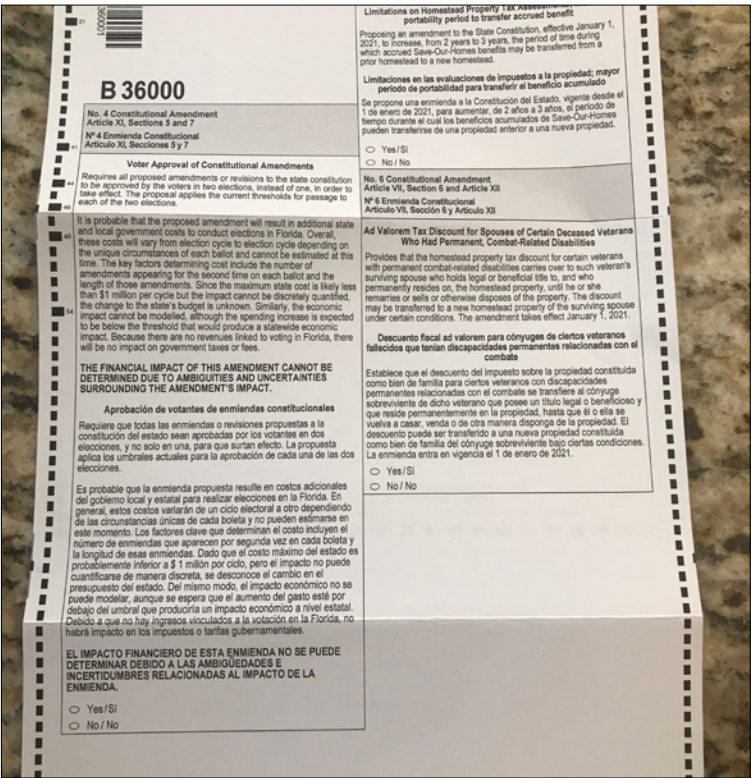 21
360001
B 36000
No. 4 Constitutional Amendment
Article XI, Sections 5 and 7
Nº 4 Enmienda Constitucional
Artículo XI, Secciones 5 y 7
41
Voter Approval of Constitutional Amendments
Requires all proposed amendments or revisions to the state constitution
to be approved by the voters in two elections, instead of one, in order to
take effect. The proposal applies the current thresholds for passage to
each of the two elections.
44
46
48
54
It is probable that the proposed amendment will result in additional state
and local government costs to conduct elections in Florida. Overall,
these costs will vary from election cycle to election cycle depending on
the unique circumstances of each ballot and cannot be estimated at this
time. The key factors determining cost include the number of
amendments appearing for the second time on each ballot and the
length of those amendments. Since the maximum state cost is likely less
than $1 million per cycle but the impact cannot be discretely quantified,
the change to the state's budget is unknown. Similarly, the economic
impact cannot be modelled, although the spending increase is expected
to be below the threshold that would produce a statewide economic
impact. Because there are no revenues linked to voting in Florida, there
will be no impact on government taxes or fees.
THE FINANCIAL IMPACT OF THIS AMENDMENT CANNOT BE
DETERMINED DUE TO AMBIGUITIES AND UNCERTAINTIES
SURROUNDING THE AMENDMENT'S IMPACT.
Aprobación de votantes de enmiendas constitucionales
Requiere que todas las enmiendas o revisiones propuestas a la
constitución del estado sean aprobadas por los votantes en dos
elecciones, y no solo en una, para que surtan efecto. La propuesta
aplica los umbrales actuales para la aprobación de cada una de las dos
elecciones.
Es probable que la enmienda propuesta resulte en costos adicionales
del gobierno local y estatal para realizar elecciones en la Florida. En
general, estos costos variarán de un ciclo electoral a otro dependiendo
de las circunstancias únicas de cada boleta y no pueden estimarse en
este momento. Los factores clave que determinan el costo incluyen el
número de enmiendas que aparecen por segunda vez en cada boleta y
la longitud de esas enmiendas. Dado que el costo máximo del estado es
probablemente inferior a $ 1 millón por ciclo, pero el impacto no puede
cuantificarse de manera discreta, se desconoce el cambio en el
presupuesto del estado. Del mismo modo, el impacto económico no se
puede modelar, aunque se espera que el aumento del gasto esté por
debajo del umbral que produciría un impacto económico a nivel estatal.
Debido a que no hay ingresos vinculados a la votación en la Florida, no
habrá impacto en los impuestos o tarifas gubernamentales.
EL IMPACTO FINANCIERO DE ESTA ENMIENDA NO SE PUEDE
DETERMINAR DEBIDO A LAS AMBIGÜEDADES E
INCERTIDUMBRES RELACIONADAS AL IMPACTO DE LA
ENMIENDA.
Yes/Si
No/No
Limitations on Homestead Property Tax
portability period to transfer accrued benefit
Proposing an amendment to the State Constitution, effective January 1,
2021, to increase, from 2 years to 3 years, the period of time during
which accrued Save-Our-Homes benefits may be transferred from a
prior homestead to a new homestead.
Limitaciones en las evaluaciones de impuestos a la propiedad; mayor
periodo de portabilidad para transferir el beneficio acumulado
Se propone una enmienda a la Constitución del Estado, vigente desde el
1 de enero de 2021, para aumentar, de 2 años a 3 años, el periodo de
tiempo durante el cual los beneficios acumulados de Save-Our-Homes
pueden transferirse de una propiedad anterior a una nueva propiedad.
Yes/Si
No/No
No. 6 Constitutional Amendment
Article VII, Section 6 and Article XII
Nº 6 Enmienda Constitucional
Artículo VII, Sección 6 y Artículo XII
Ad Valorem Tax Discount for Spouses of Certain Deceased Veterans
Who Had Permanent, Combat-Related Disabilities
Provides that the homestead property tax discount for certain veterans
with permanent combat-related disabilities carries over to such veteran's
surviving spouse who holds legal or beneficial title to, and who
permanently resides on, the homestead property, until he or she
remarries or sells or otherwise disposes of the property. The discount
may be transferred to a new homestead property of the surviving spouse
under certain conditions. The amendment takes effect January 1, 2021.
Descuento fiscal ad valorem para cónyuges de ciertos veteranos
fallecidos que tenían discapacidades permanentes relacionadas con el
combate
Establece que el descuento del impuesto sobre la propiedad constituida
como bien de familia para ciertos veteranos con discapacidades
permanentes relacionadas con el combate se transfiere al cónyuge
sobreviviente de dicho veterano que posee un título legal o beneficioso y
que reside permanentemente en la propiedad, hasta que él o ella se
vuelva a casar, venda o de otra manera disponga de la propiedad. El
descuento puede ser transferido a una nueva propiedad constituida
como bien de familia del cónyuge sobreviviente bajo ciertas condiciones.
La enmienda entra en vigencia el 1 de enero de 2021.
Yes/Si
No/No